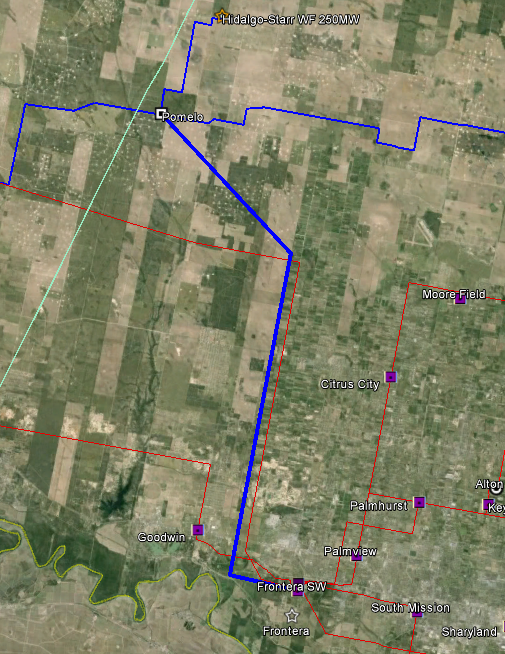 Hidalgo-Starr WF 250MW
Pomelo
Moore Field
Citrus City
Alton
Palmhurst
Key
Goodwin
Palmview
Frontera SW
South Mission
Frontera
Sharyland